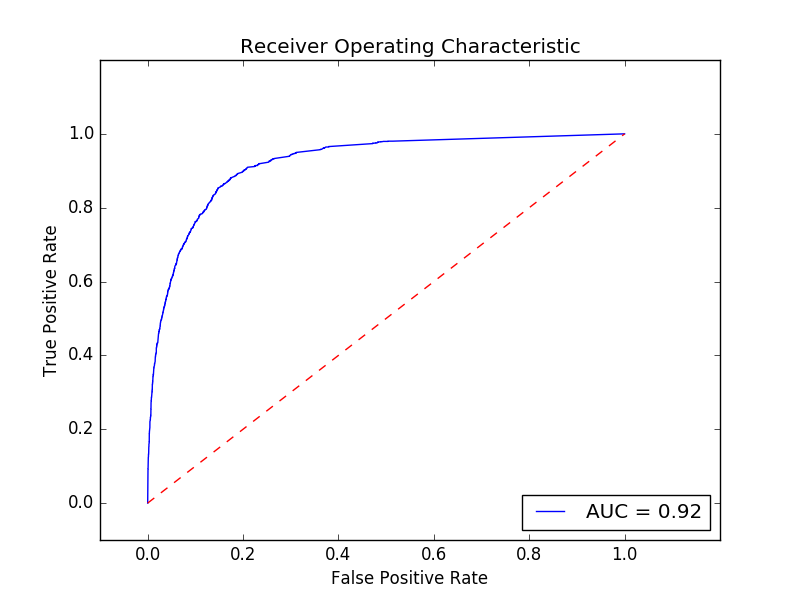 Receiver Operating Characteristic
True Positive Rate
1.0
0.8
0.6
0.4
0.2
0.0
AUC = 0.92
0.0 0.2 0.4 0.6 0.8 1.0
False Positive Rate